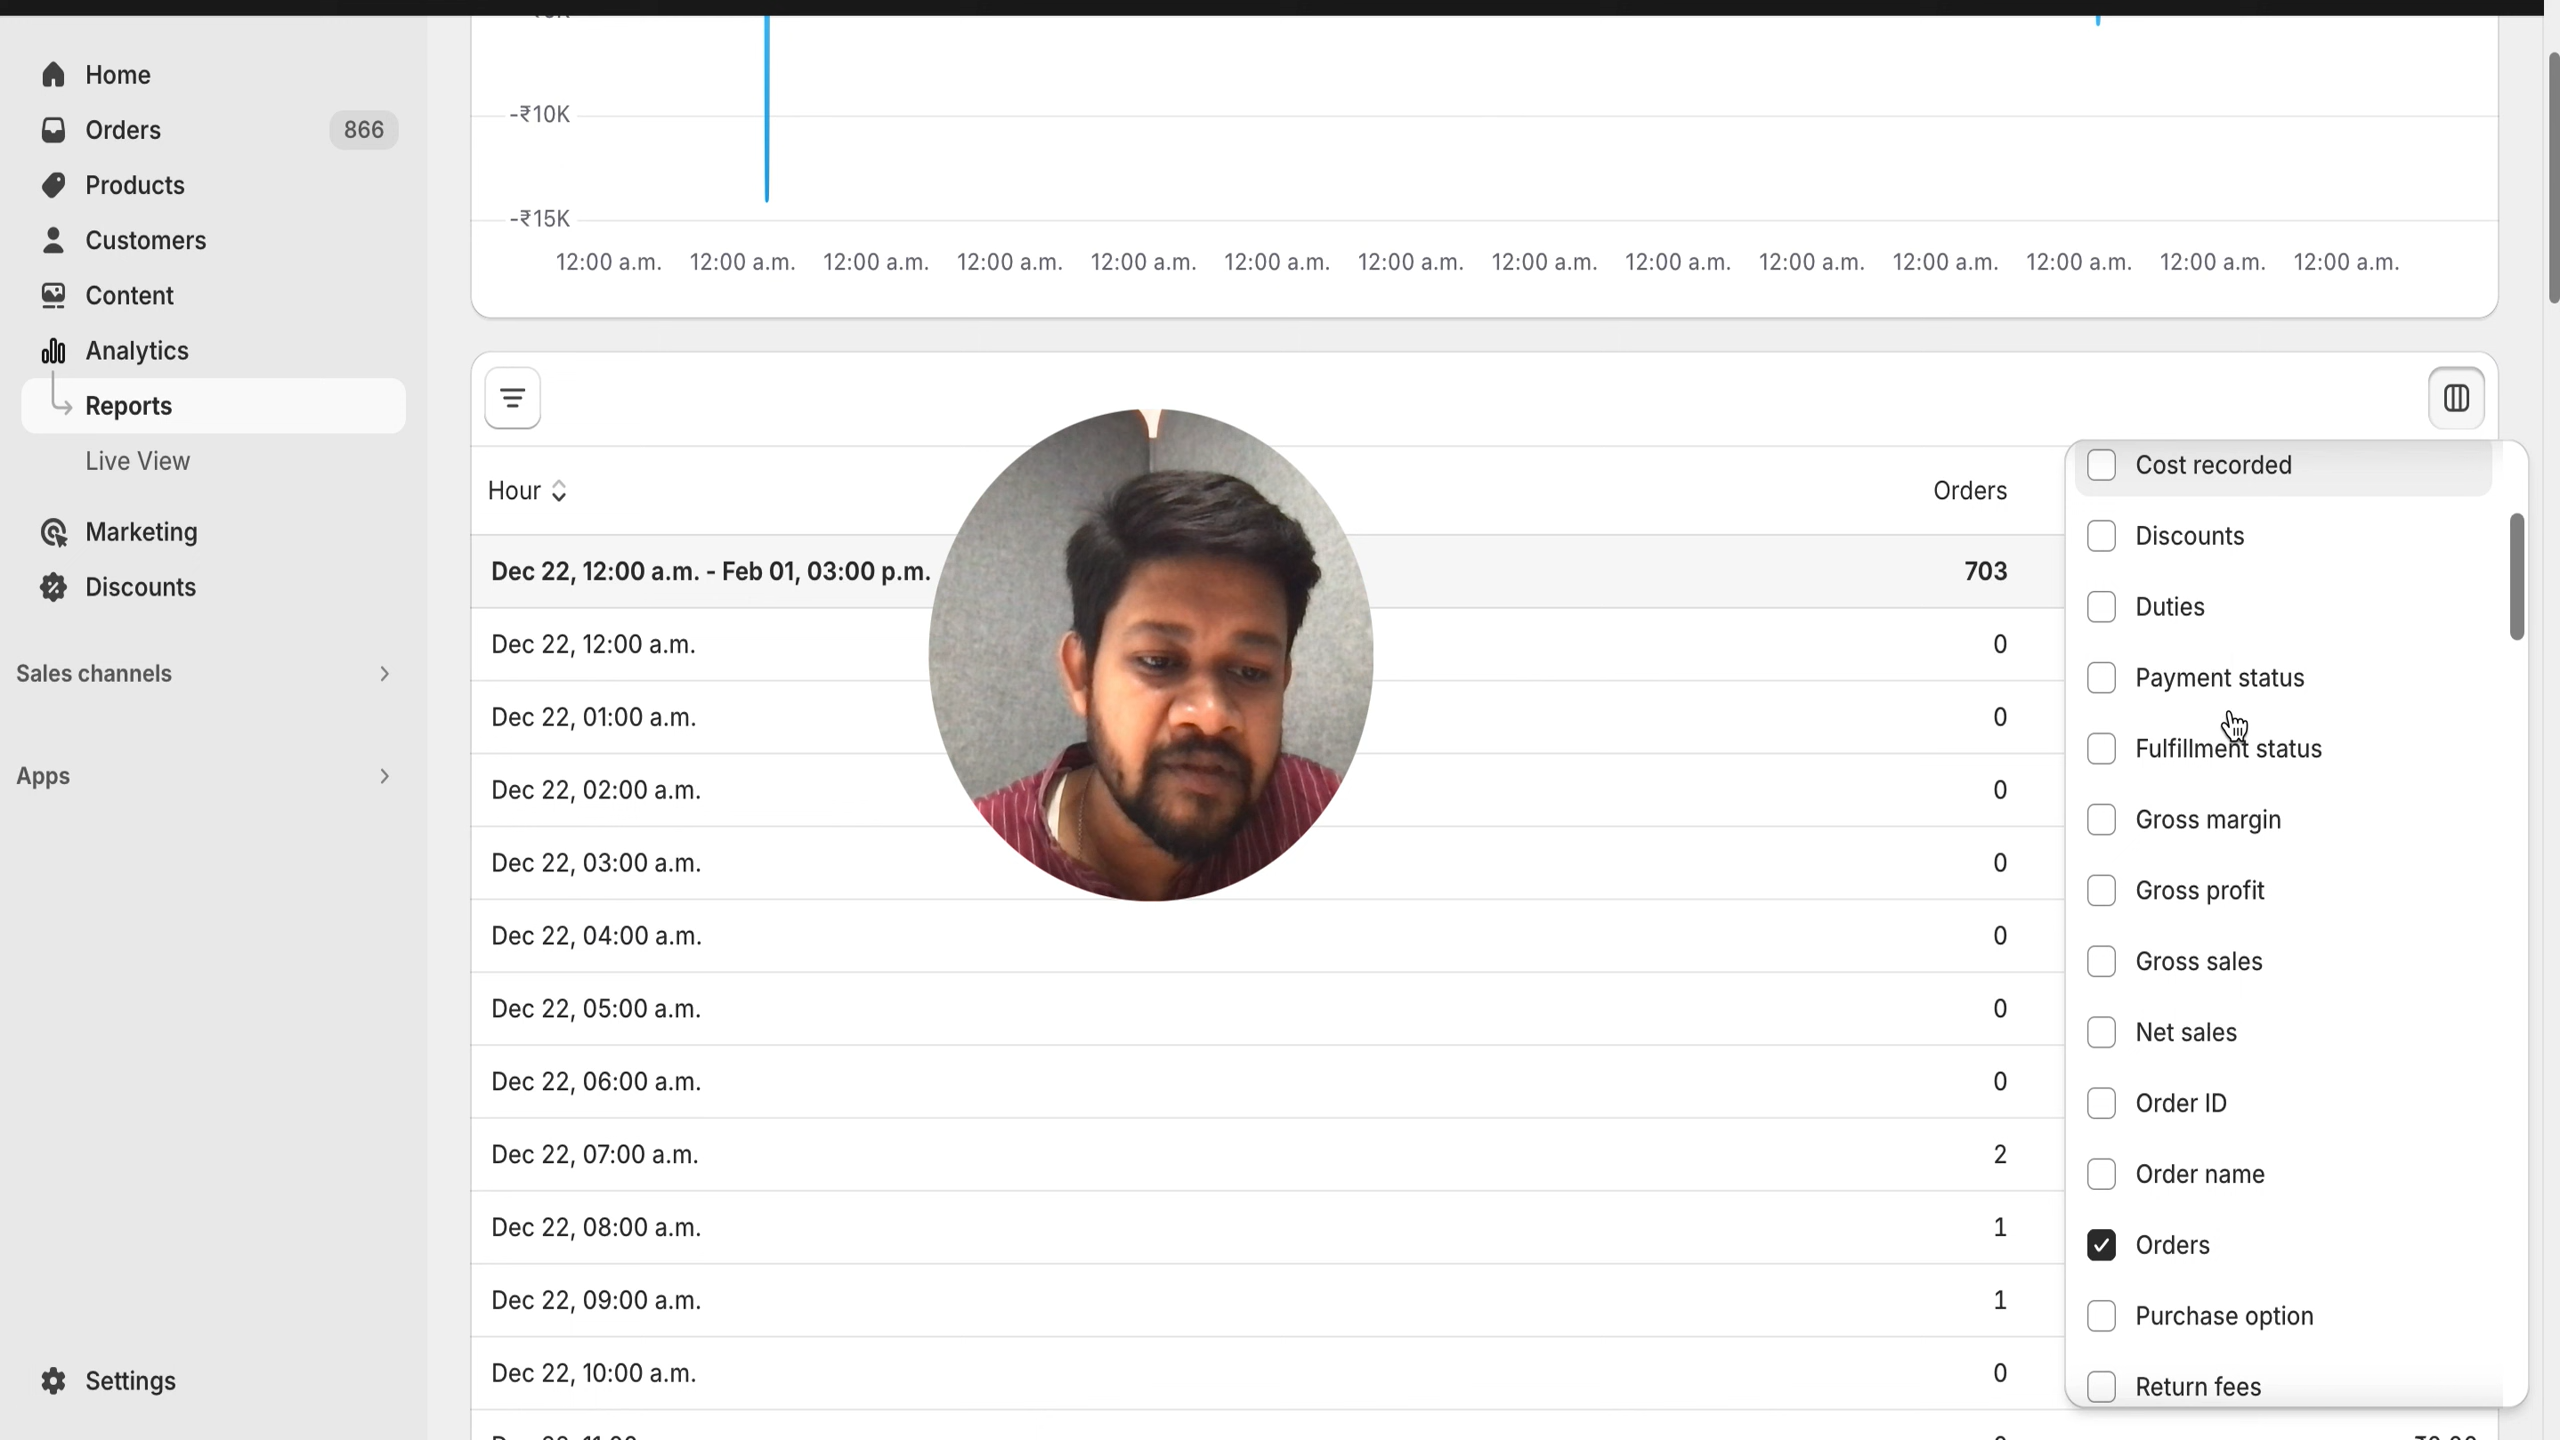 Home
Orders 866
Products
Customers
Content
Analytics
Reports
Live View
Marketing
Discounts
Sales channels
Apps
Settings
-₹10K
-₹15K
12:00 a.m. 12:00 a.m. 12:00 a.m. 12:00 a.m. 12:00 a.m. 12:00 a.m. 12:00 a.m. 12:00 a.m. 12:00 a.m. 12:00 a.m. 12:00 a.m. 12:00 a.m. 12:00 a.m. 12:00 a.m.
Hour Orders
Dec 22, 12:00 a.m. - Feb 01, 03:00 p.m. 703
Dec 22, 12:00 a.m. 0
Dec 22, 01:00 a.m. 0
Dec 22, 02:00 a.m. 0
Dec 22, 03:00 a.m. 0
Dec 22, 04:00 a.m. 0
Dec 22, 05:00 a.m. 0
Dec 22, 06:00 a.m. 0
Dec 22, 07:00 a.m. 2
Dec 22, 08:00 a.m. 1
Dec 22, 09:00 a.m. 1
Dec 22, 10:00 a.m. 0
Cost recorded
Discounts
Duties
Payment status
Fulfillment status
Gross margin
Gross profit
Gross sales
Net sales
Order ID
Order name
Orders
Purchase option
Return fees